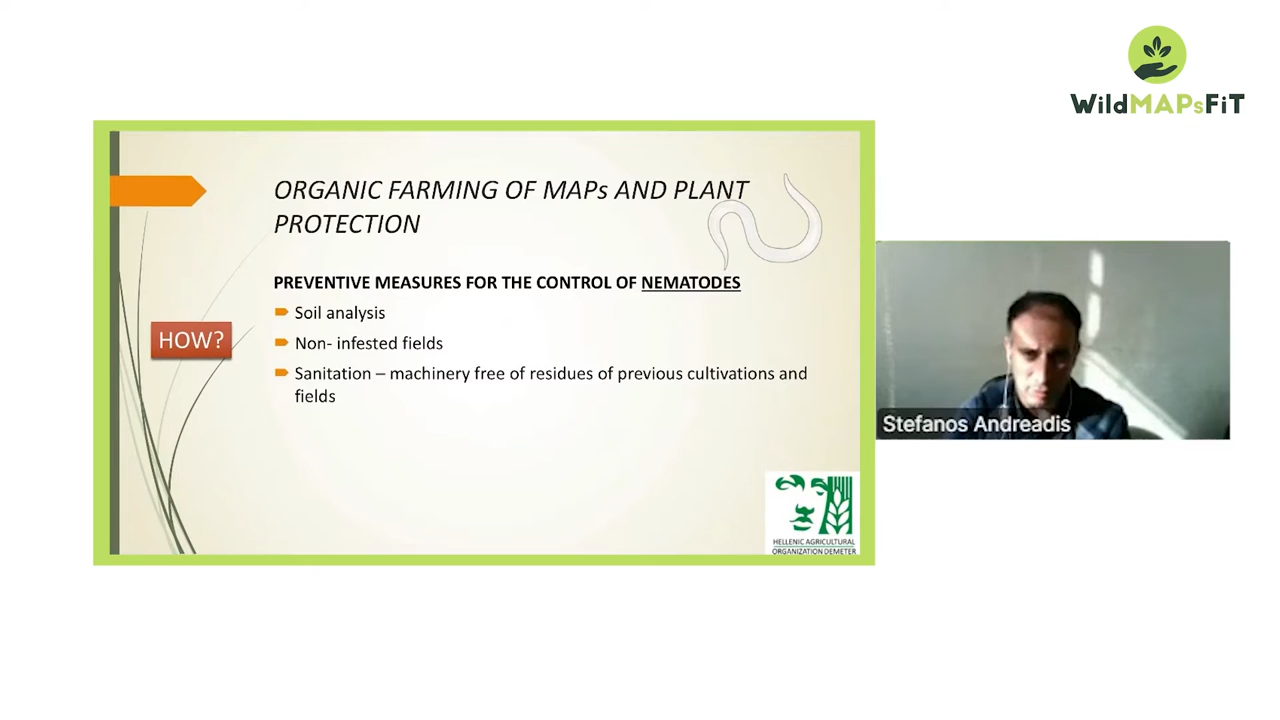 WildMAPsFiT
ORGANIC FARMING OF MAPs AND PLANT
PROTECTION
PREVENTIVE MEASURES FOR THE CONTROL OF NEMATODES
Soil analysis
HOW?
Non- infested fields
Sanitation – machinery free of residues of previous cultivations and
fields
Stefanos Andreadis
HELLENIC AGRICULTURAL
ORGANIZATION DEMETER